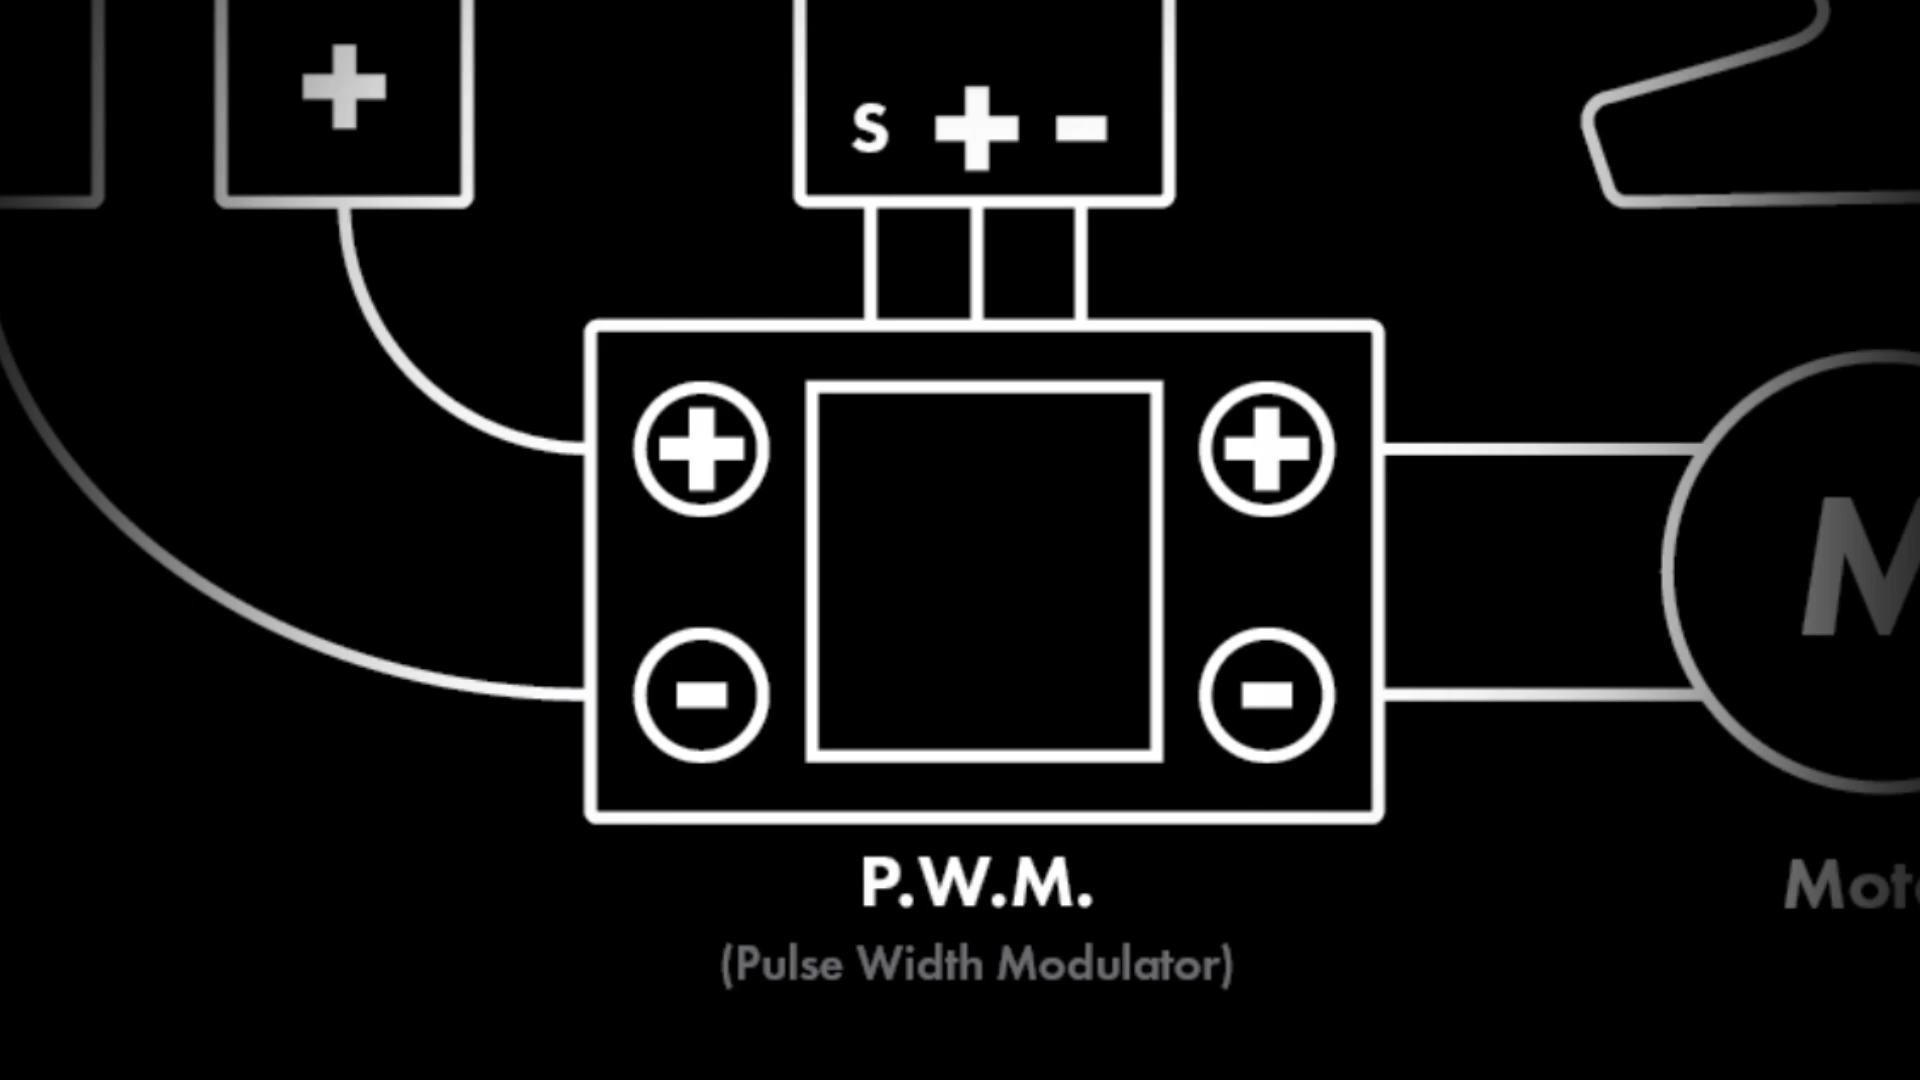 +
s + -
+ +
M
- -
P.W.M.
(Pulse Width Modulator)